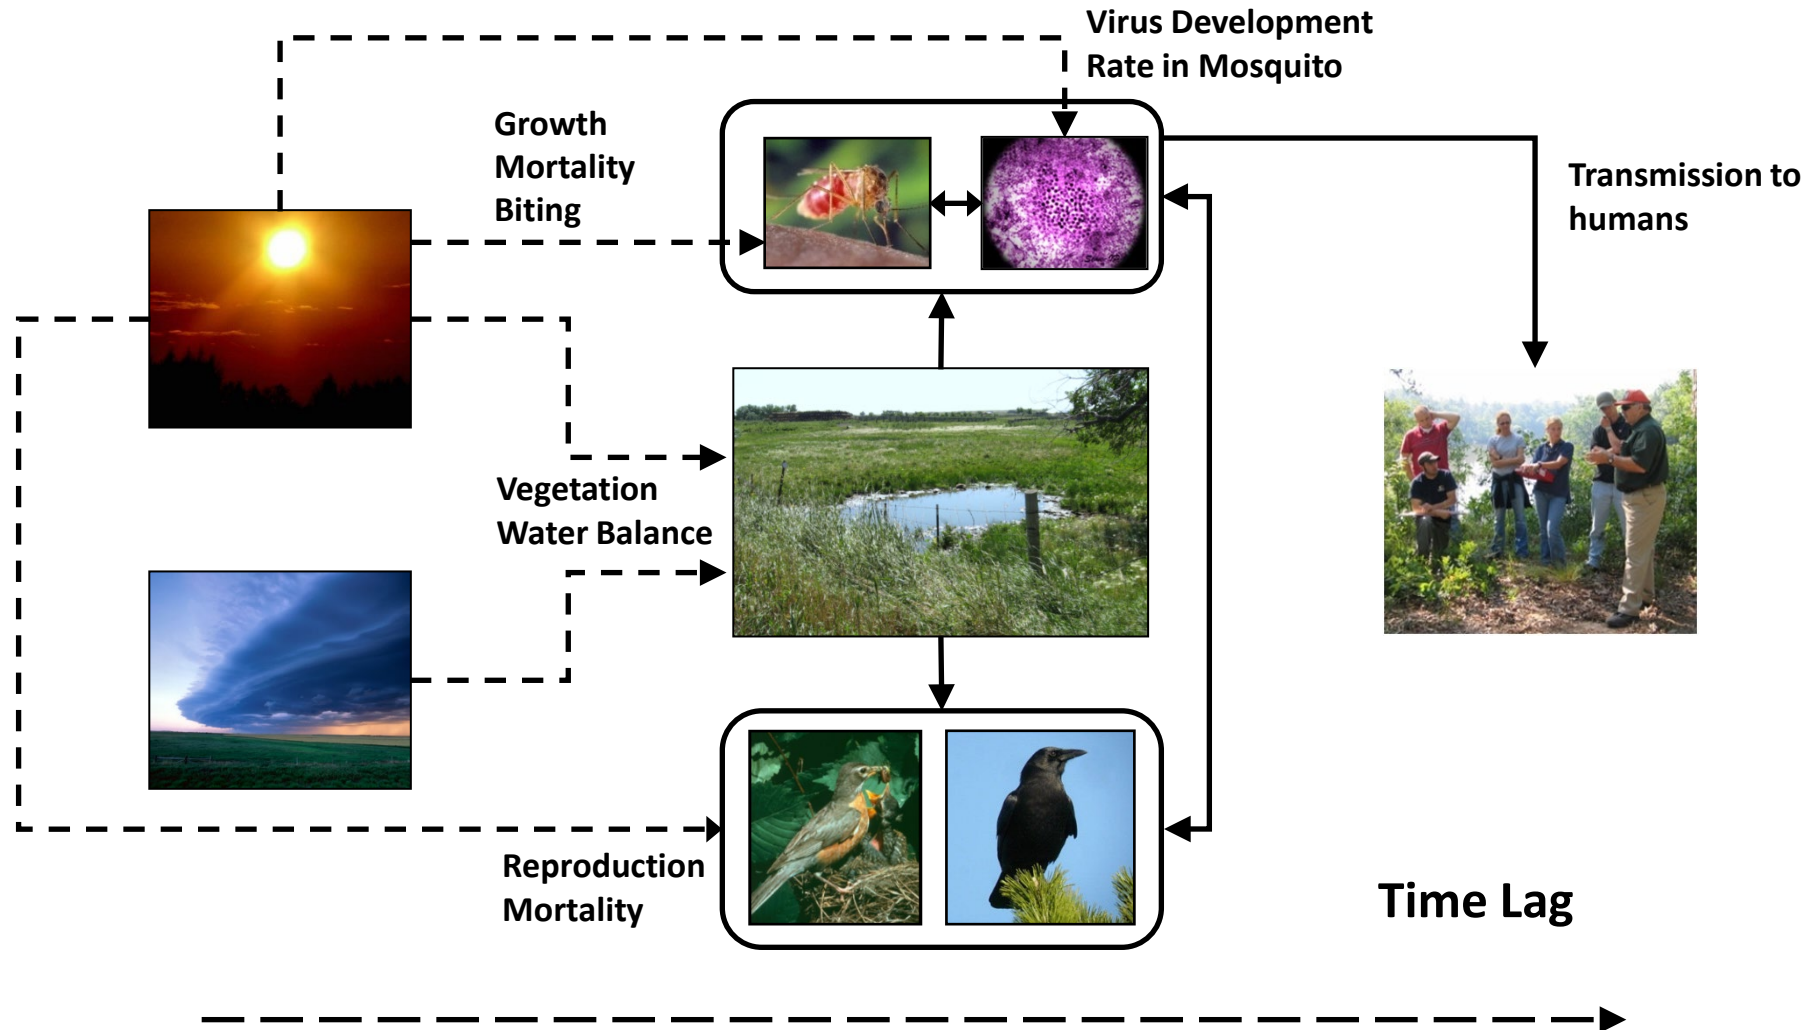 Virus Development
Rate in Mosquito
Growth
Mortality
Biting
Transmission to
humans
Vegetation
Water Balance
Reproduction
Mortality
Time Lag